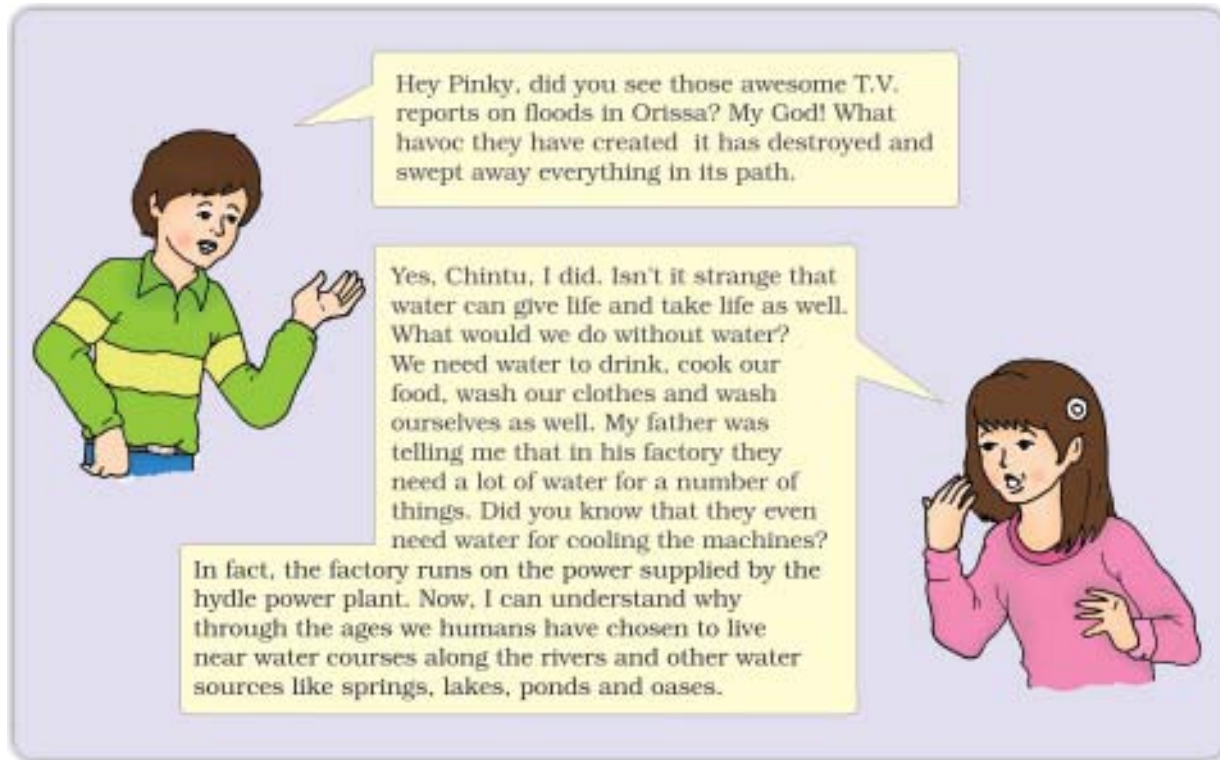 Hey Pinky, did you see those awesome T.V.
reports on floods in Orissa? My God! What
havoc they have created it has destroyed and
swept away everything in its path.
Yes, Chintu, I did. Isn't it strange that
water can give life and take life as well.
What would we do without water?
We need water to drink, cook our
food, wash our clothes and wash
ourselves as well. My father was
telling me that in his factory they
need a lot of water for a number of
things. Did you know that they even
need water for cooling the machines?
In fact, the factory runs on the power supplied by the
hydle power plant. Now, I can understand why
through the ages we humans have chosen to live
near water courses along the rivers and other water
sources like springs, lakes, ponds and oases.